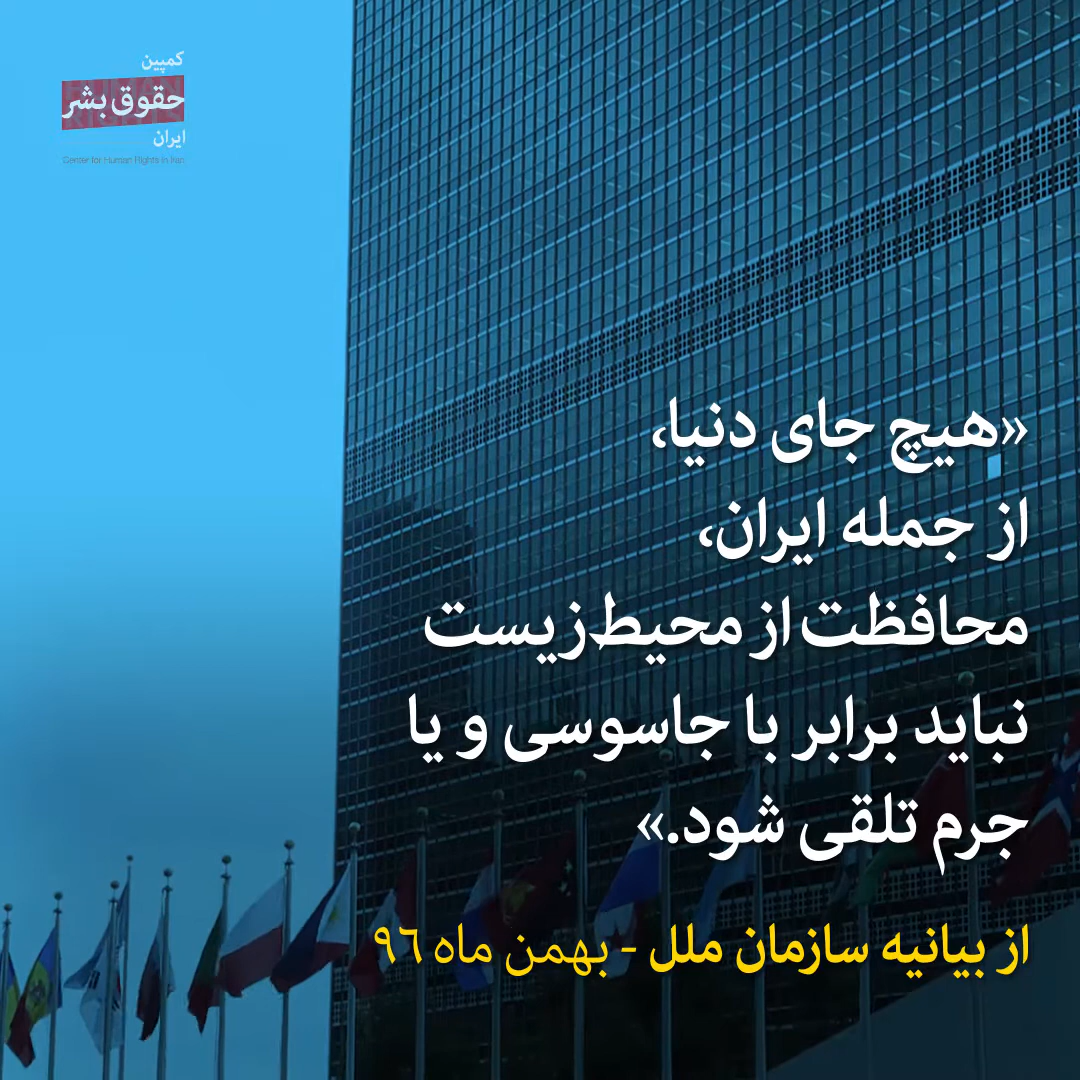 کمپین
حقوق بشر
ایران
Center for Human Rights in Iran
«هیچ جای دنیا،
از جمله ایران،
محافظت از محیط‌زیست
نباید برابر با جاسوسی و یا
جرم تلقی شود.»
از بیانیه سازمان ملل - بهمن ماه ۹٦